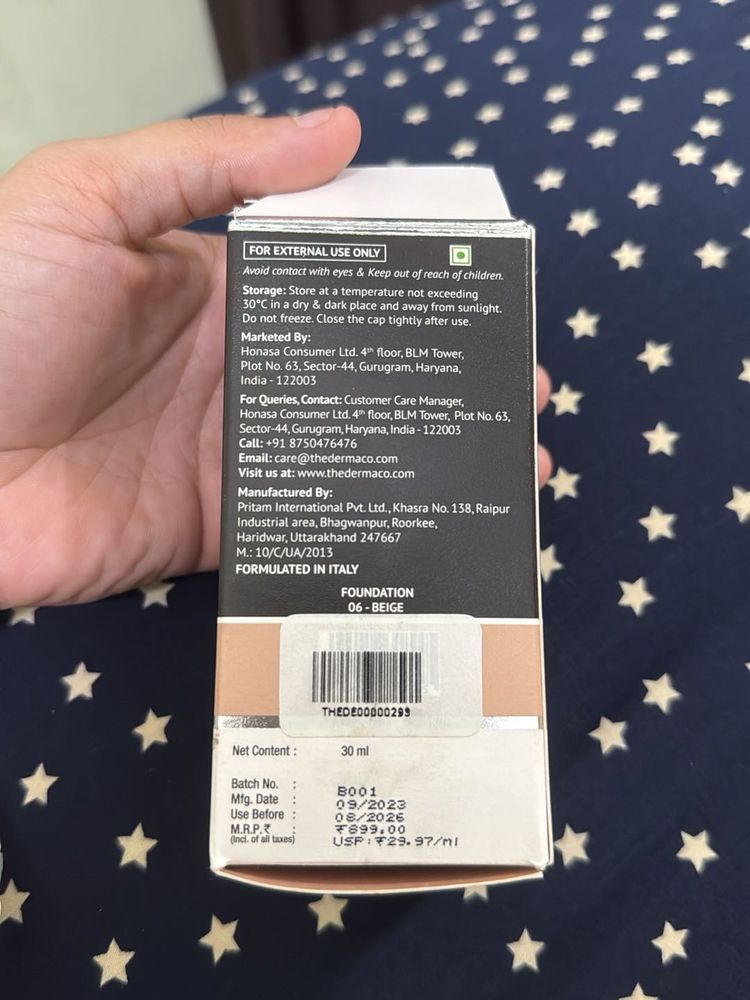 FOR EXTERNAL USE ONLY
Avoid contact with eyes & Keep out of reach of children.
Storage: Store at a temperature not exceeding
30°C in a dry & dark place and away from sunlight.
Do not freeze. Close the cap tightly after use.
Marketed By:
Honasa Consumer Ltd. 4th floor, BLM Tower,
Plot No. 63, Sector-44, Gurugram, Haryana,
India - 122003
For Queries, Contact: Customer Care Manager,
Honasa Consumer Ltd. 4th floor, BLM Tower, Plot No. 63,
Sector-44, Gurugram, Haryana, India - 122003
Call: +91 8750476476
Email: care@thedermaco.com
Visit us at: www.thedermaco.com
Manufactured By:
Pritam International Pvt. Ltd., Khasra No. 138, Raipur
Industrial area, Bhagwanpur, Roorkee,
Haridwar, Uttarakhand 247667
M.: 10/C/UA/2013
FORMULATED IN ITALY
FOUNDATION
06 - BEIGE
THEDE00000293
Net Content : 30 ml
Batch No. : B001
Mfg. Date : 09/2023
Use Before : 08/2026
M.R.P.₹ : ₹899.00
(Incl. of all taxes) USP:₹29.97/ml